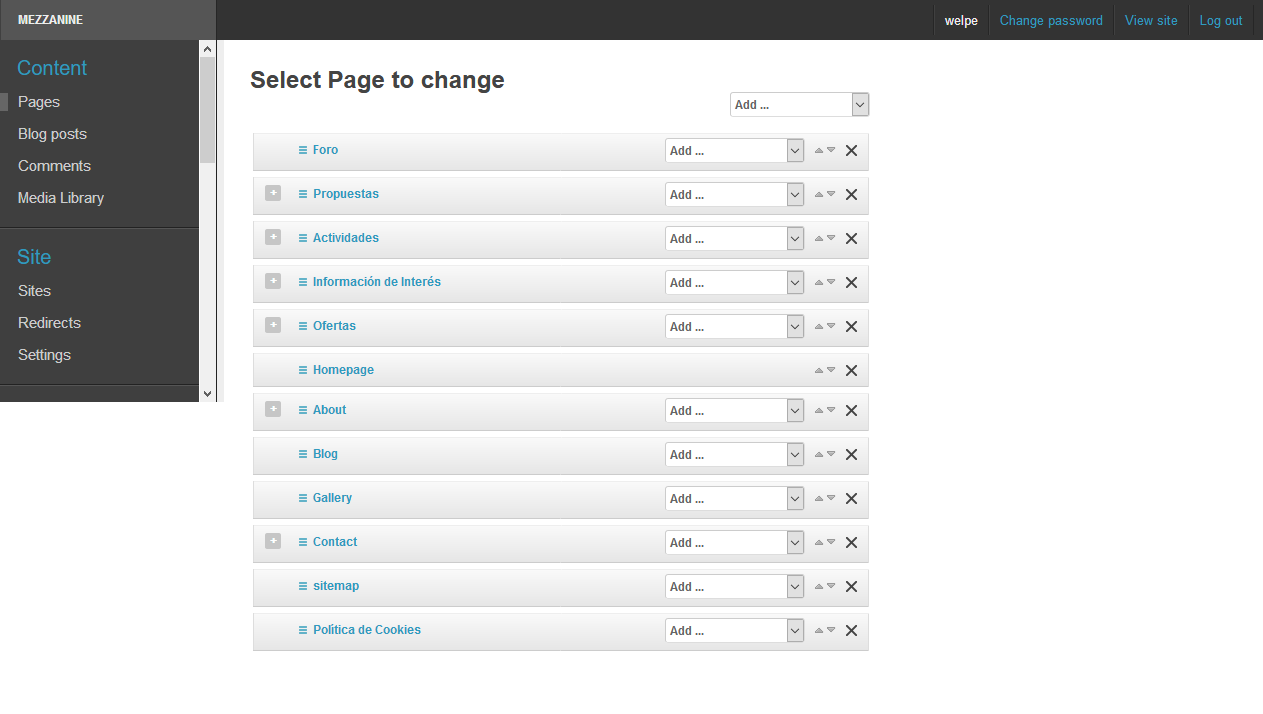 MEZZANINE
welpe Change password View site Log out
Content
Pages
Blog posts
Comments
Media Library
Site
Sites
Redirects
Settings
Select Page to change
Add ...
Foro Add ...
Propuestas Add ...
Actividades Add ...
Información de Interés Add ...
Ofertas Add ...
Homepage
About Add ...
Blog Add ...
Gallery Add ...
Contact Add ...
sitemap Add ...
Política de Cookies Add ...